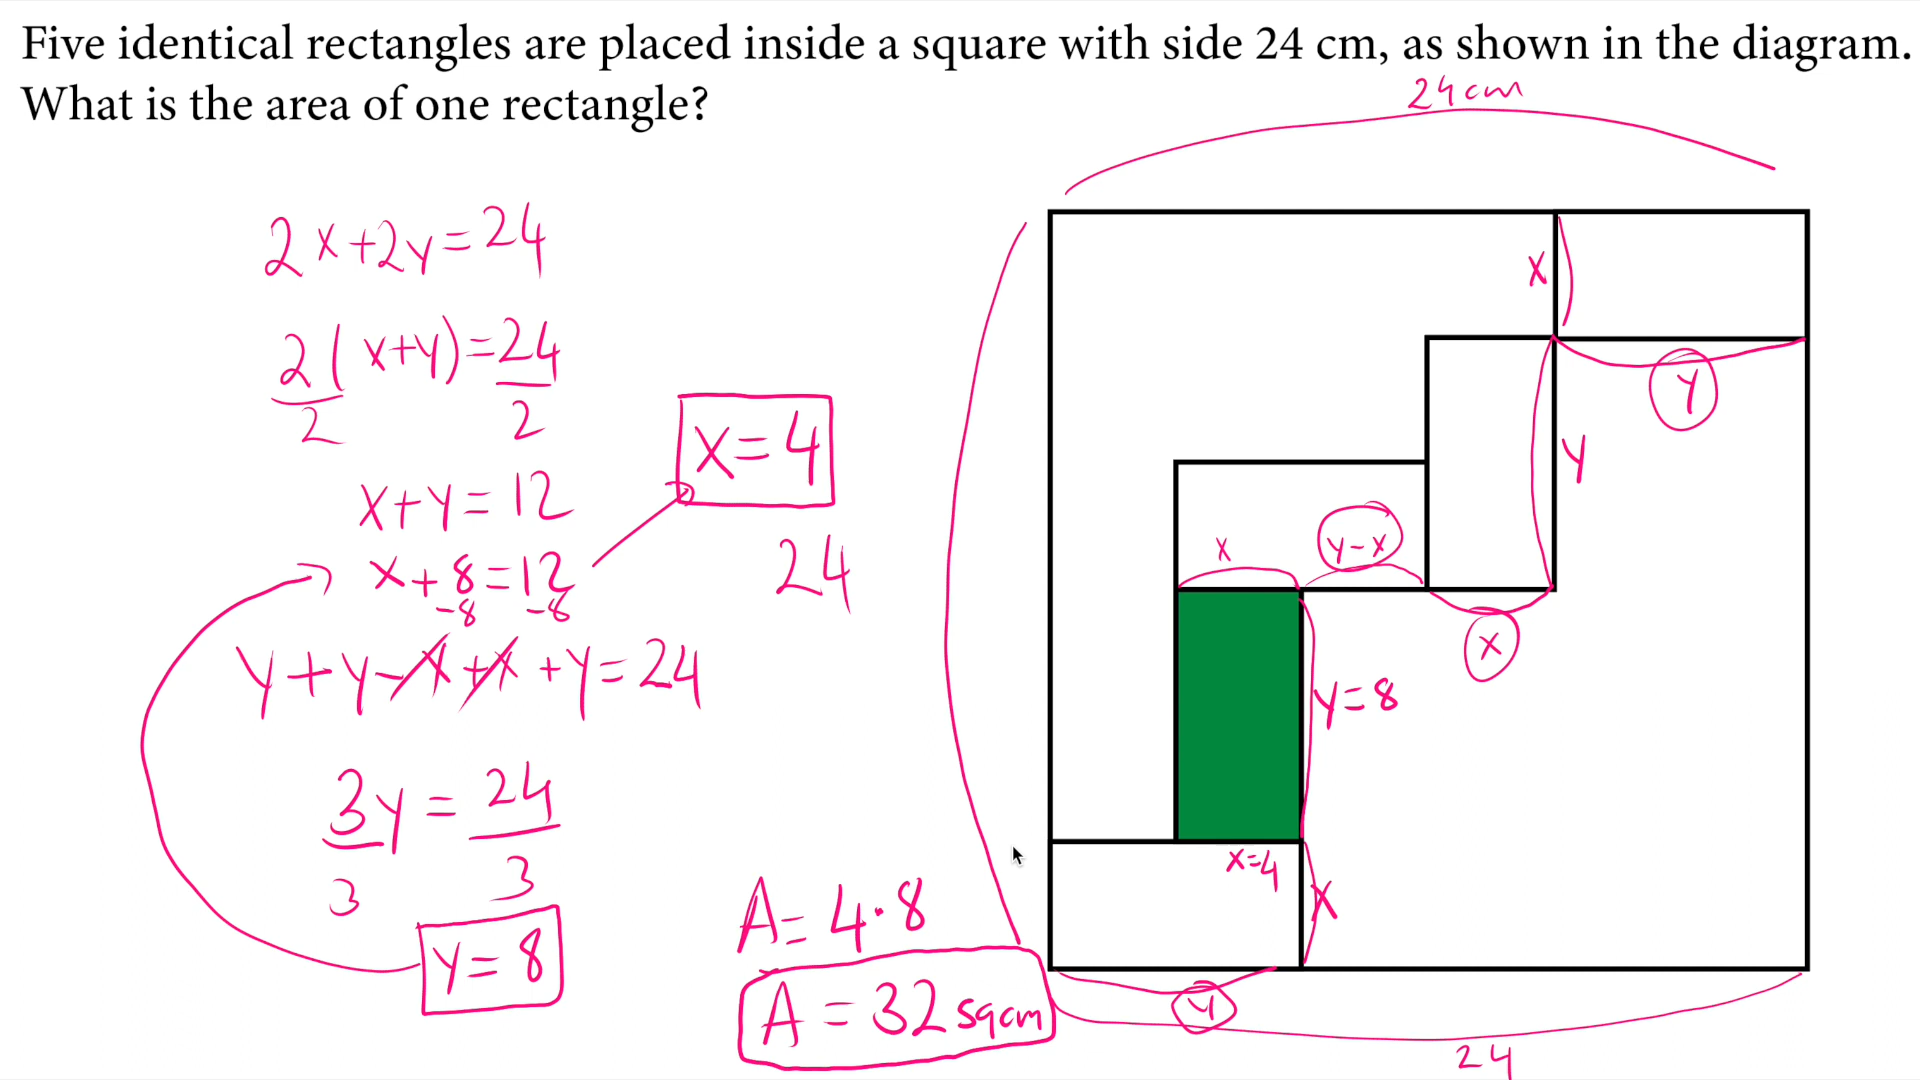 Five identical rectangles are placed inside a square with side 24 cm, as shown in the diagram.
What is the area of one rectangle?
24cm
2x+2y=24
2(x+y)=24
2 2
x+y=12
x+8=12
-8 -8
x=4
24
y+y-x+x+y=24
3y=24
3 3
y=8
A=4·8
A=32sqcm
x
y
y
x
y-x
x
y=8
x=4
x
y
24